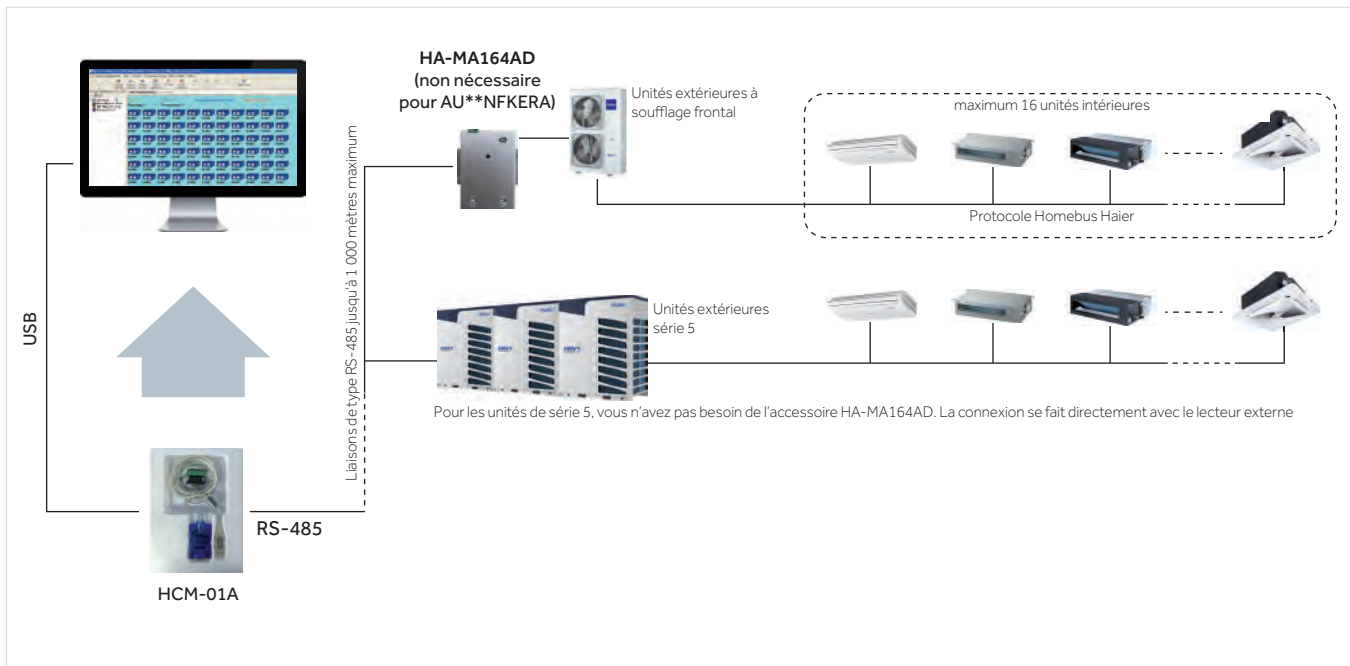 HA-MA164AD
(non nécessaire
pour AU**NFKERA)
Unités extérieures à
soufflage frontal
maximum 16 unités intérieures
Protocole Homebus Haier
USB
Liaisons de type RS-485 jusqu'à 1 000 mètres maximum
Unités extérieures
série 5
Pour les unités de série 5, vous n'avez pas besoin de l'accessoire HA-MA164AD. La connexion se fait directement avec le lecteur externe
RS-485
HCM-01A